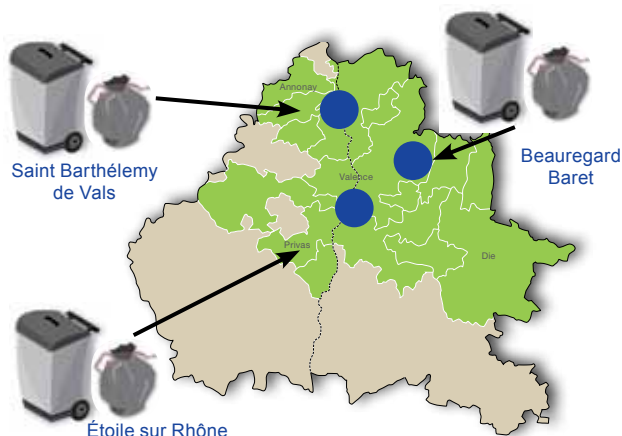 Annonay
Saint Barthélemy
de Vals
Beauregard
Baret
Valence
Privas
Die
Étoile sur Rhône